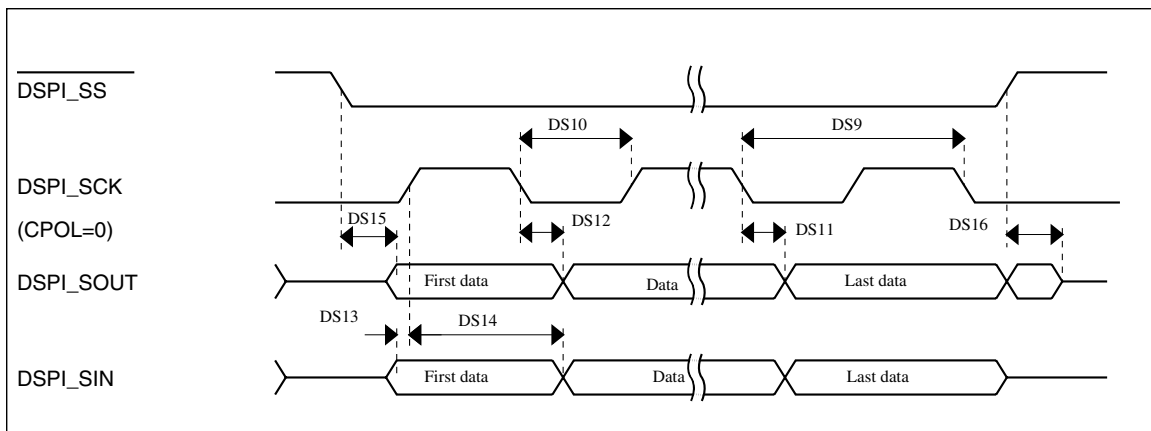 DSPI_SS
DS10
DS9
DSPI_SCK
(CPOL=0)
DS15
DS12
DS11
DS16
DSPI_SOUT
First data
Data
Last data
DS13
DS14
DSPI_SIN
First data
Data
Last data